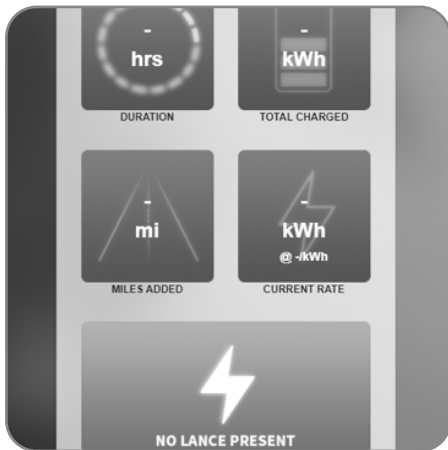 -
hrs
-
kWh
DURATION
TOTAL CHARGED
-
mi
-
kWh
@ -/kWh
MILES ADDED
CURRENT RATE
NO LANCE PRESENT